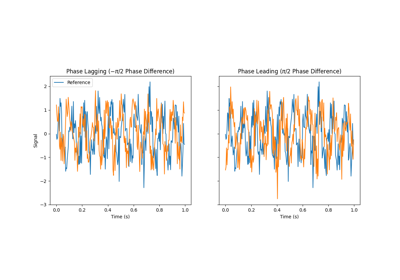 Phase Lagging (−π/2 Phase Difference)
Phase Leading (π/2 Phase Difference)
Reference
Signal
2
1
0
−1
−2
−3
0.0 0.2 0.4 0.6 0.8 1.0
0.0 0.2 0.4 0.6 0.8 1.0
Time (s)
Time (s)